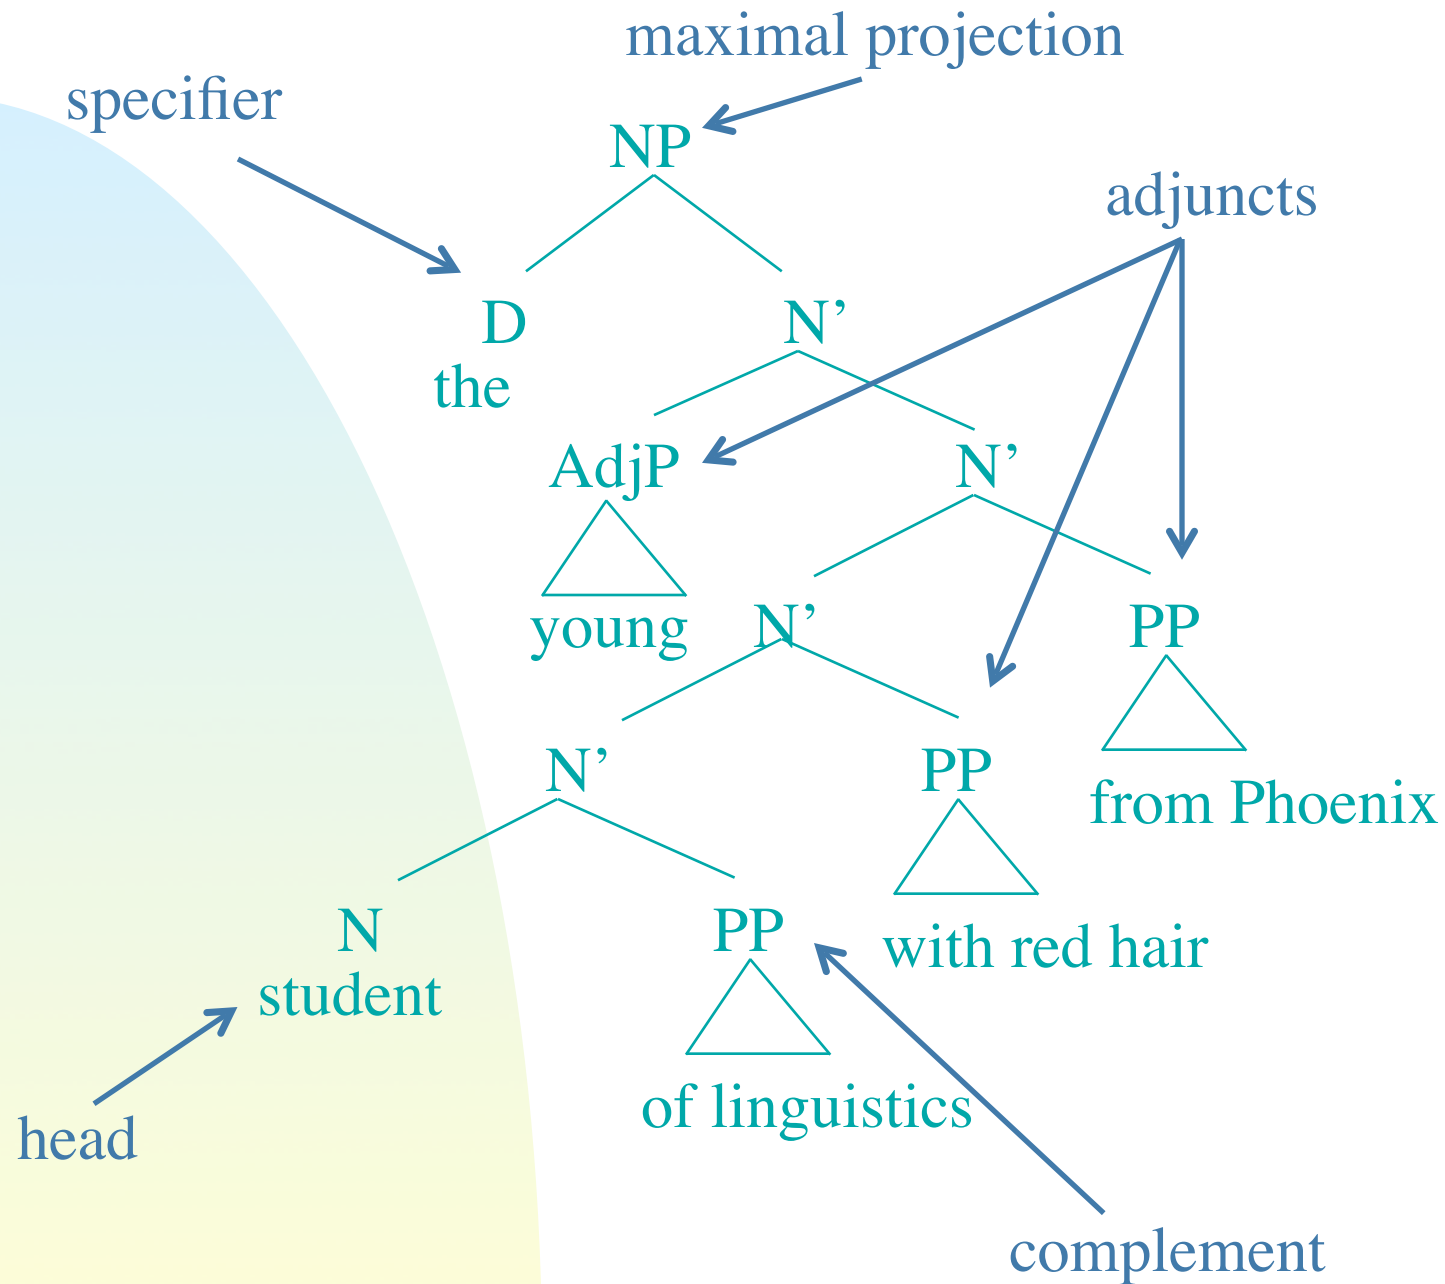 maximal projection
specifier
NP
adjuncts
D
N’
the
AdjP
N’
young
N’
PP
N’
PP
from Phoenix
N
PP
with red hair
student
of linguistics
head
complement